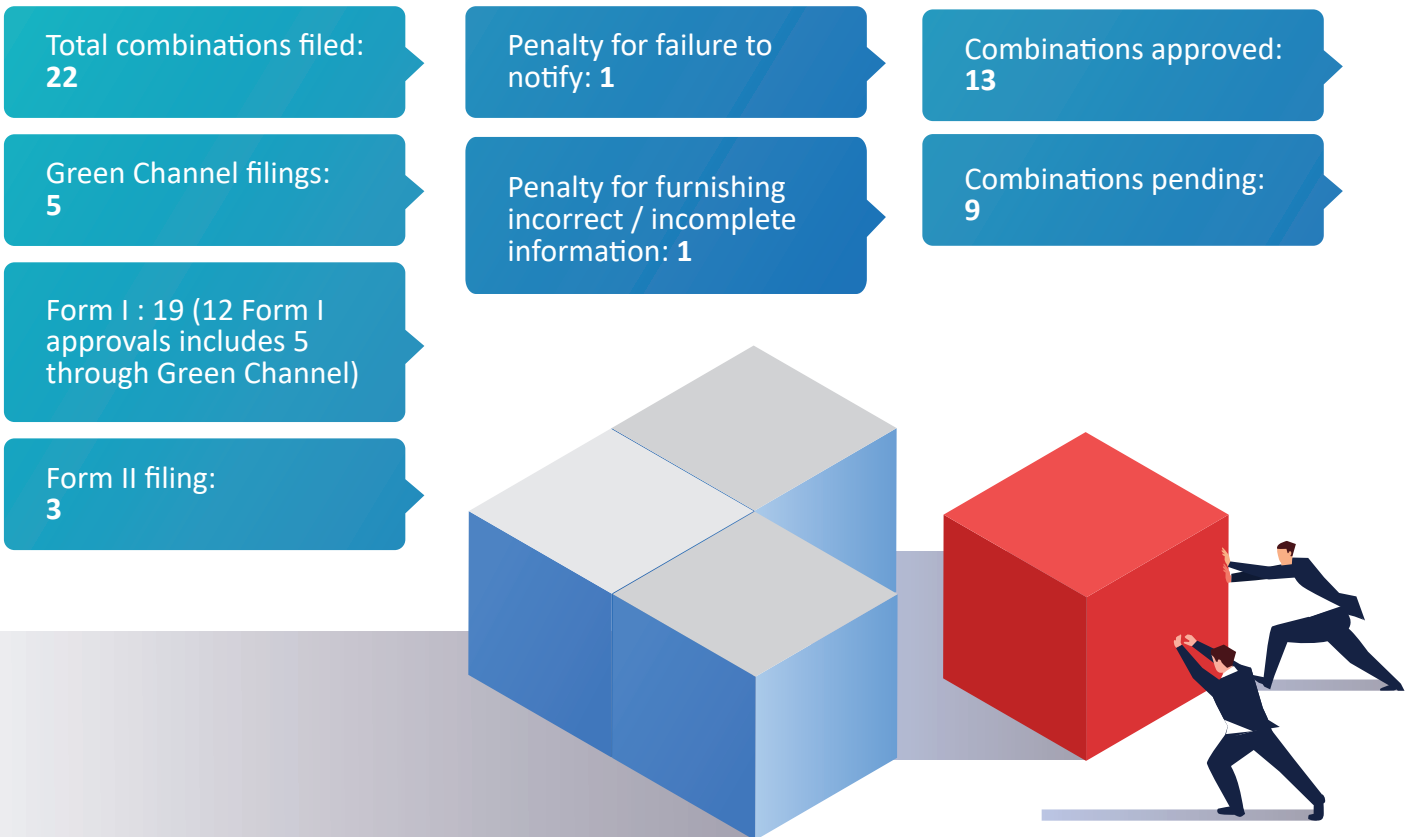 Total combinations filed:
22
Green Channel filings:
5
Form I : 19 (12 Form I
approvals includes 5
through Green Channel)
Form II filing:
3
Penalty for failure to
notify: 1
Penalty for furnishing
incorrect / incomplete
information: 1
Combinations approved:
13
Combinations pending:
9